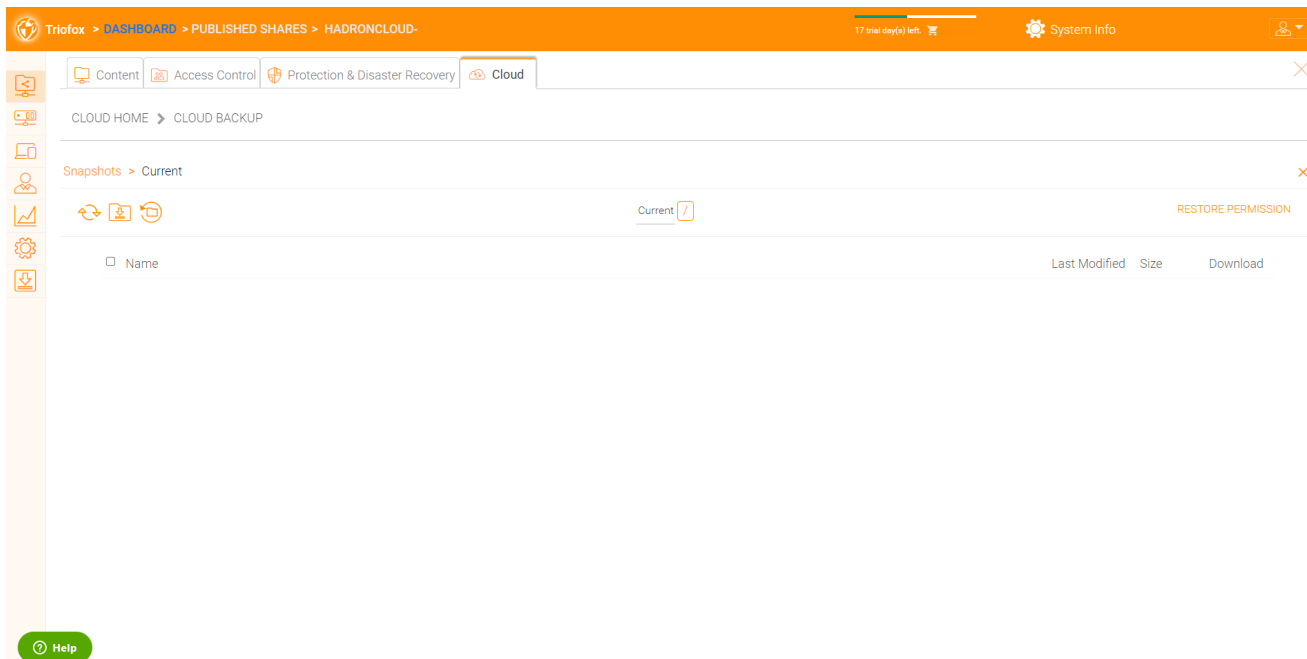 Triofox > DASHBOARD > PUBLISHED SHARES > HADRONCLOUD-
17 trial day(s) left.
System Info
Content
Access Control
Protection & Disaster Recovery
Cloud
CLOUD HOME > CLOUD BACKUP
Snapshots > Current
Current /
RESTORE PERMISSION
Name Last Modified Size Download
? Help